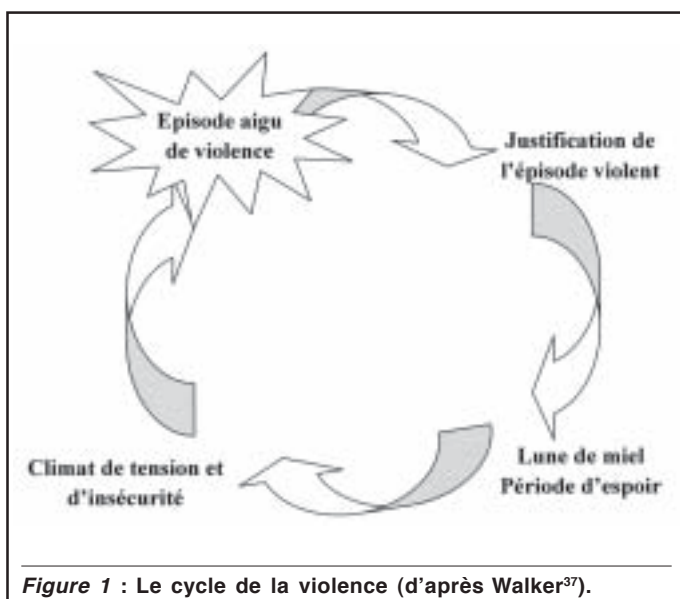 Episode aigu
de violence
Justification de
l'épisode violent
Lune de miel
Période d'espoir
Climat de tension et
d'insécurité
Figure 1 : Le cycle de la violence (d'après Walker³⁷).